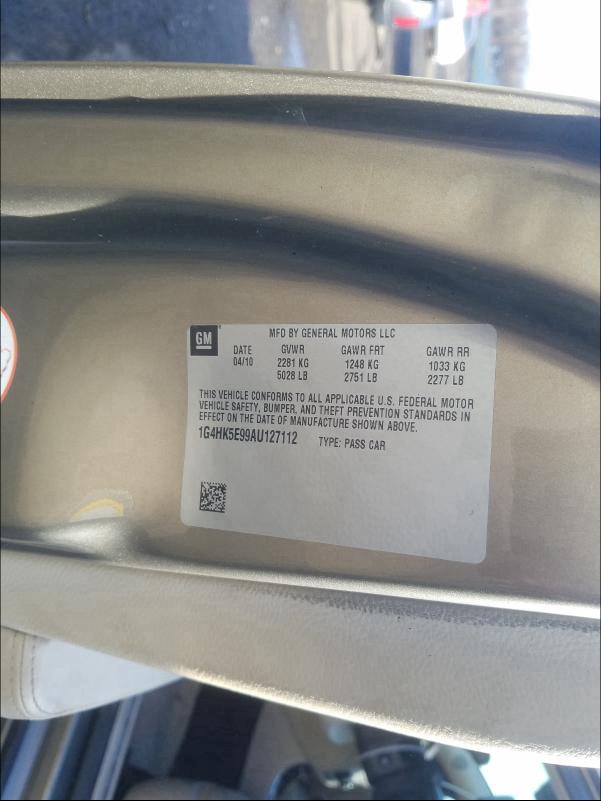 GM
MFD BY GENERAL MOTORS LLC
DATE GVWR GAWR FRT GAWR RR
04/10 2281 KG 1248 KG 1033 KG
5028 LB 2751 LB 2277 LB
THIS VEHICLE CONFORMS TO ALL APPLICABLE U.S. FEDERAL MOTOR
VEHICLE SAFETY, BUMPER, AND THEFT PREVENTION STANDARDS IN
EFFECT ON THE DATE OF MANUFACTURE SHOWN ABOVE.
1G4HK5E99AU127112 TYPE: PASS CAR